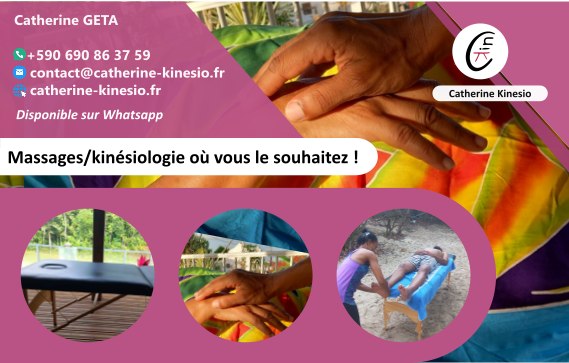 Catherine GETA
+590 690 86 37 59
contact@catherine-kinesio.fr
catherine-kinesio.fr
Disponible sur Whatsapp
Catherine Kinesio
Massages/kinésiologie où vous le souhaitez !